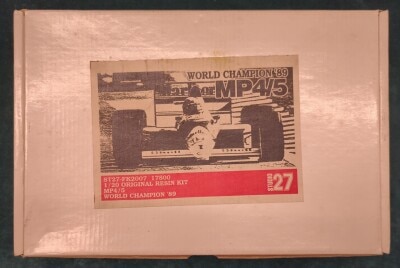 WORLD CHAMPION '89
MP4/5
ST27-FR2007 17800
1/20 ORIGINAL RESIN KIT
MP4/5
WORLD CHAMPION '89
STUDIO
27